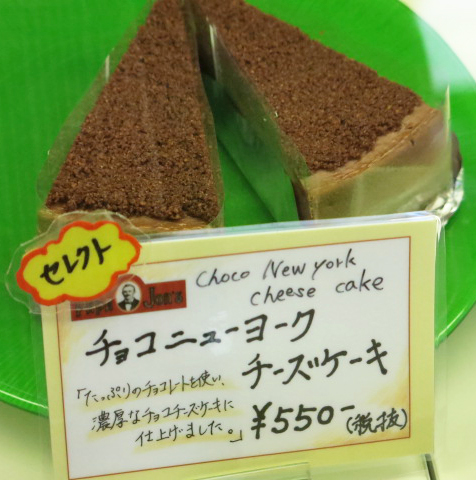 セレクト
PAPA JON'S
Choco New york
cheese cake
チョコニューヨーク
チーズケーキ
「たっぷりのチョコレートを使い、
濃厚なチョコチーズケーキに
仕上げました。」
¥550-(税抜)